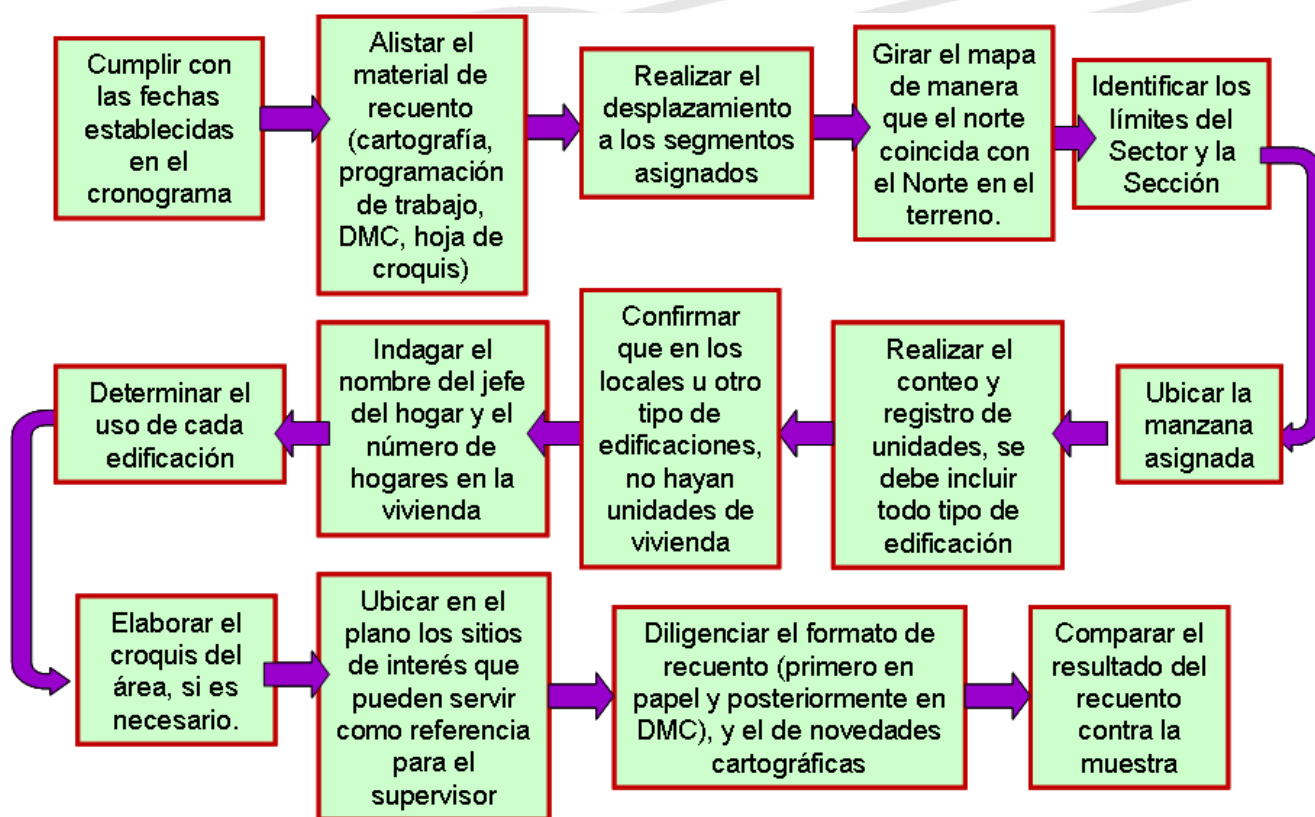 Cumplir con
las fechas
establecidas
en el
cronograma
Alistar el
material de
recuento
(cartografía,
programación
de trabajo,
DMC, hoja de
croquis)
Realizar el
desplazamiento
a los segmentos
asignados
Girar el mapa
de manera
que el norte
coincida con
el Norte en el
terreno.
Identificar los
límites del
Sector y la
Sección
Ubicar la
manzana
asignada
Realizar el
conteo y
registro de
unidades, se
debe incluir
todo tipo de
edificación
Confirmar
que en los
locales u otro
tipo de
edificaciones,
no hayan
unidades de
vivienda
Indagar el
nombre del jefe
del hogar y el
número de
hogares en la
vivienda
Determinar el
uso de cada
edificación
Elaborar el
croquis del
área, si es
necesario.
Ubicar en el
plano los sitios
de interés que
pueden servir
como referencia
para el
supervisor
Diligenciar el formato de
recuento (primero en
papel y posteriormente en
DMC), y el de novedades
cartográficas
Comparar el
resultado del
recuento
contra la
muestra